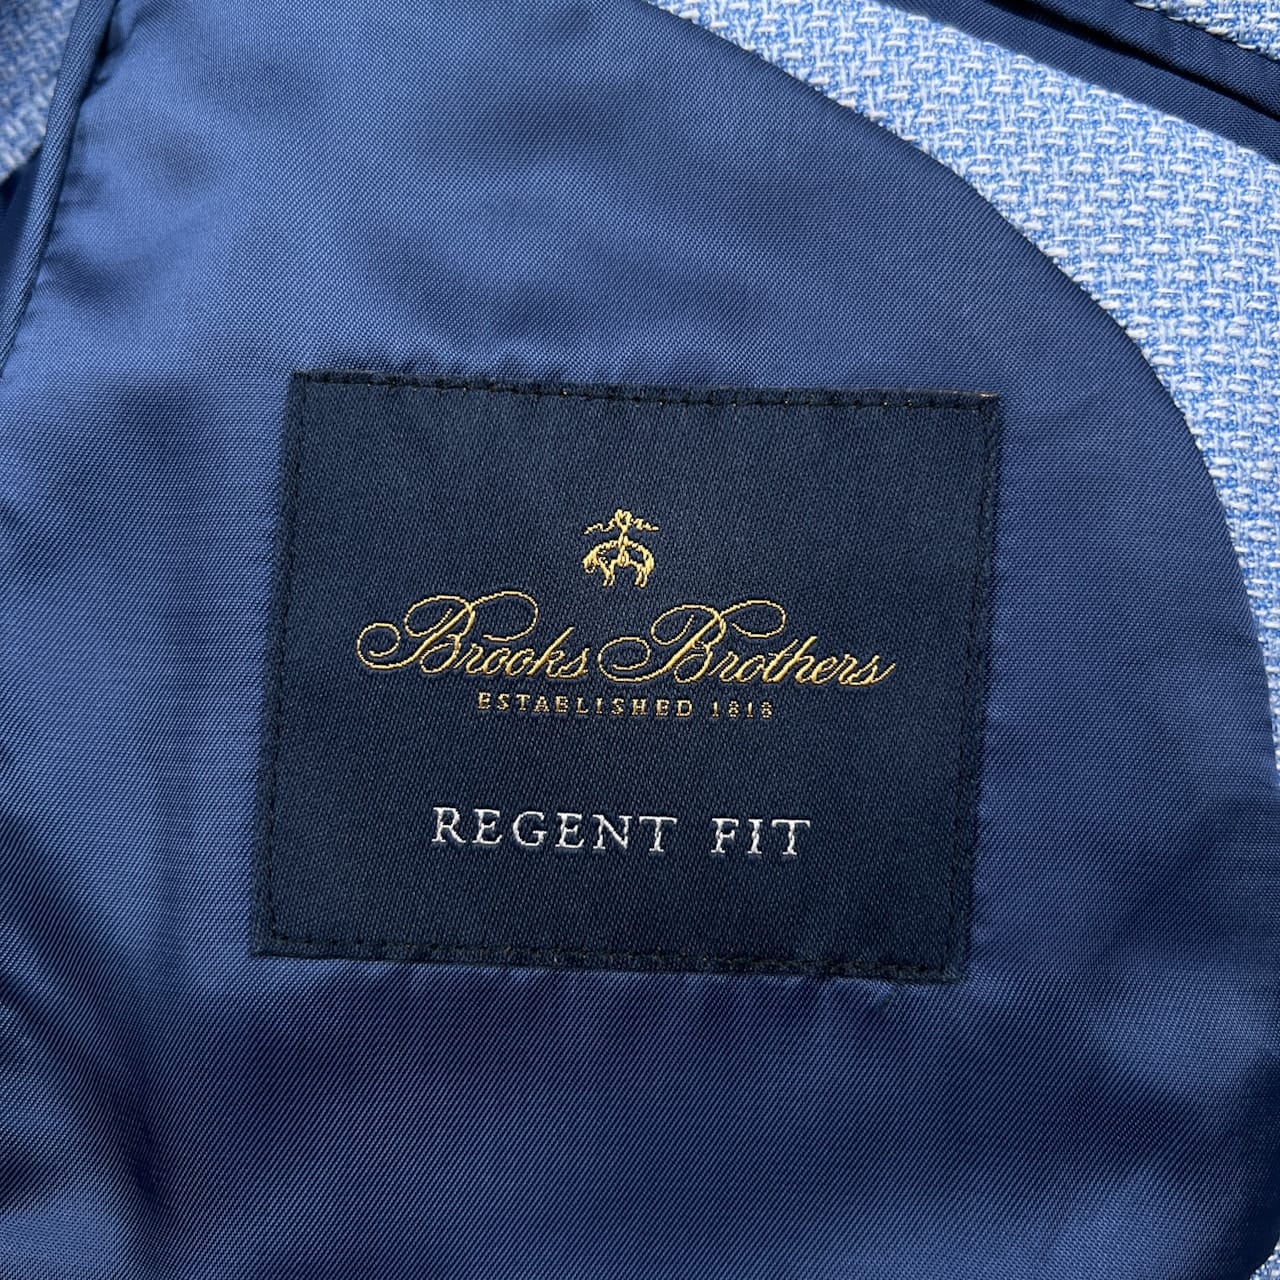 Brooks Brothers
ESTABLISHED 1818
REGENT FIT